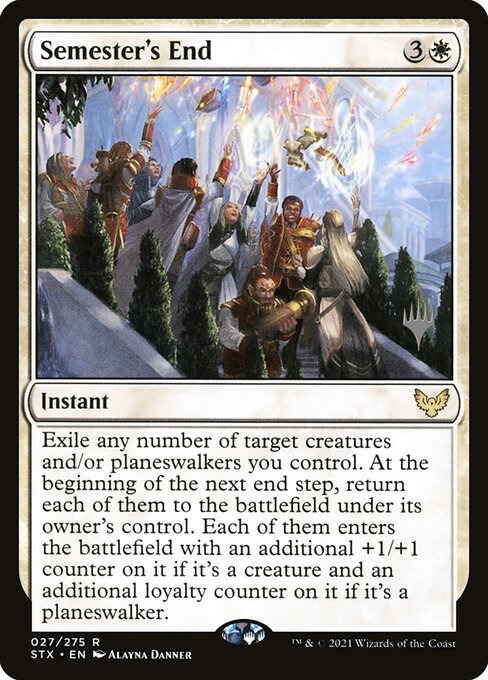 Semester's End 3
Instant
Exile any number of target creatures
and/or planeswalkers you control. At the
beginning of the next end step, return
each of them to the battlefield under its
owner's control. Each of them enters
the battlefield with an additional +1/+1
counter on it if it's a creature and an
additional loyalty counter on it if it's a
planeswalker.
027/275 R
STX • EN Alayna Danner
™ & © 2021 Wizards of the Coast